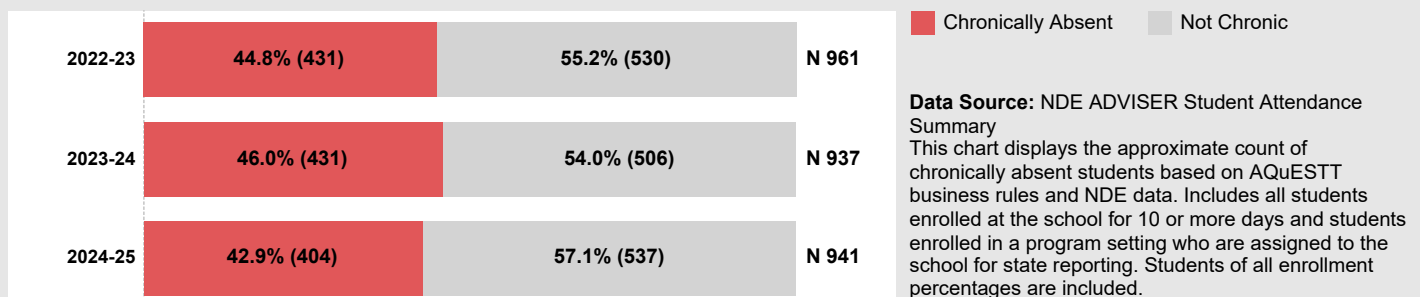 2022-23 44.8% (431) 55.2% (530) N 961
2023-24 46.0% (431) 54.0% (506) N 937
2024-25 42.9% (404) 57.1% (537) N 941
Chronically Absent Not Chronic
Data Source: NDE ADVISER Student Attendance
Summary
This chart displays the approximate count of
chronically absent students based on AQuESTT
business rules and NDE data. Includes all students
enrolled at the school for 10 or more days and students
enrolled in a program setting who are assigned to the
school for state reporting. Students of all enrollment
percentages are included.